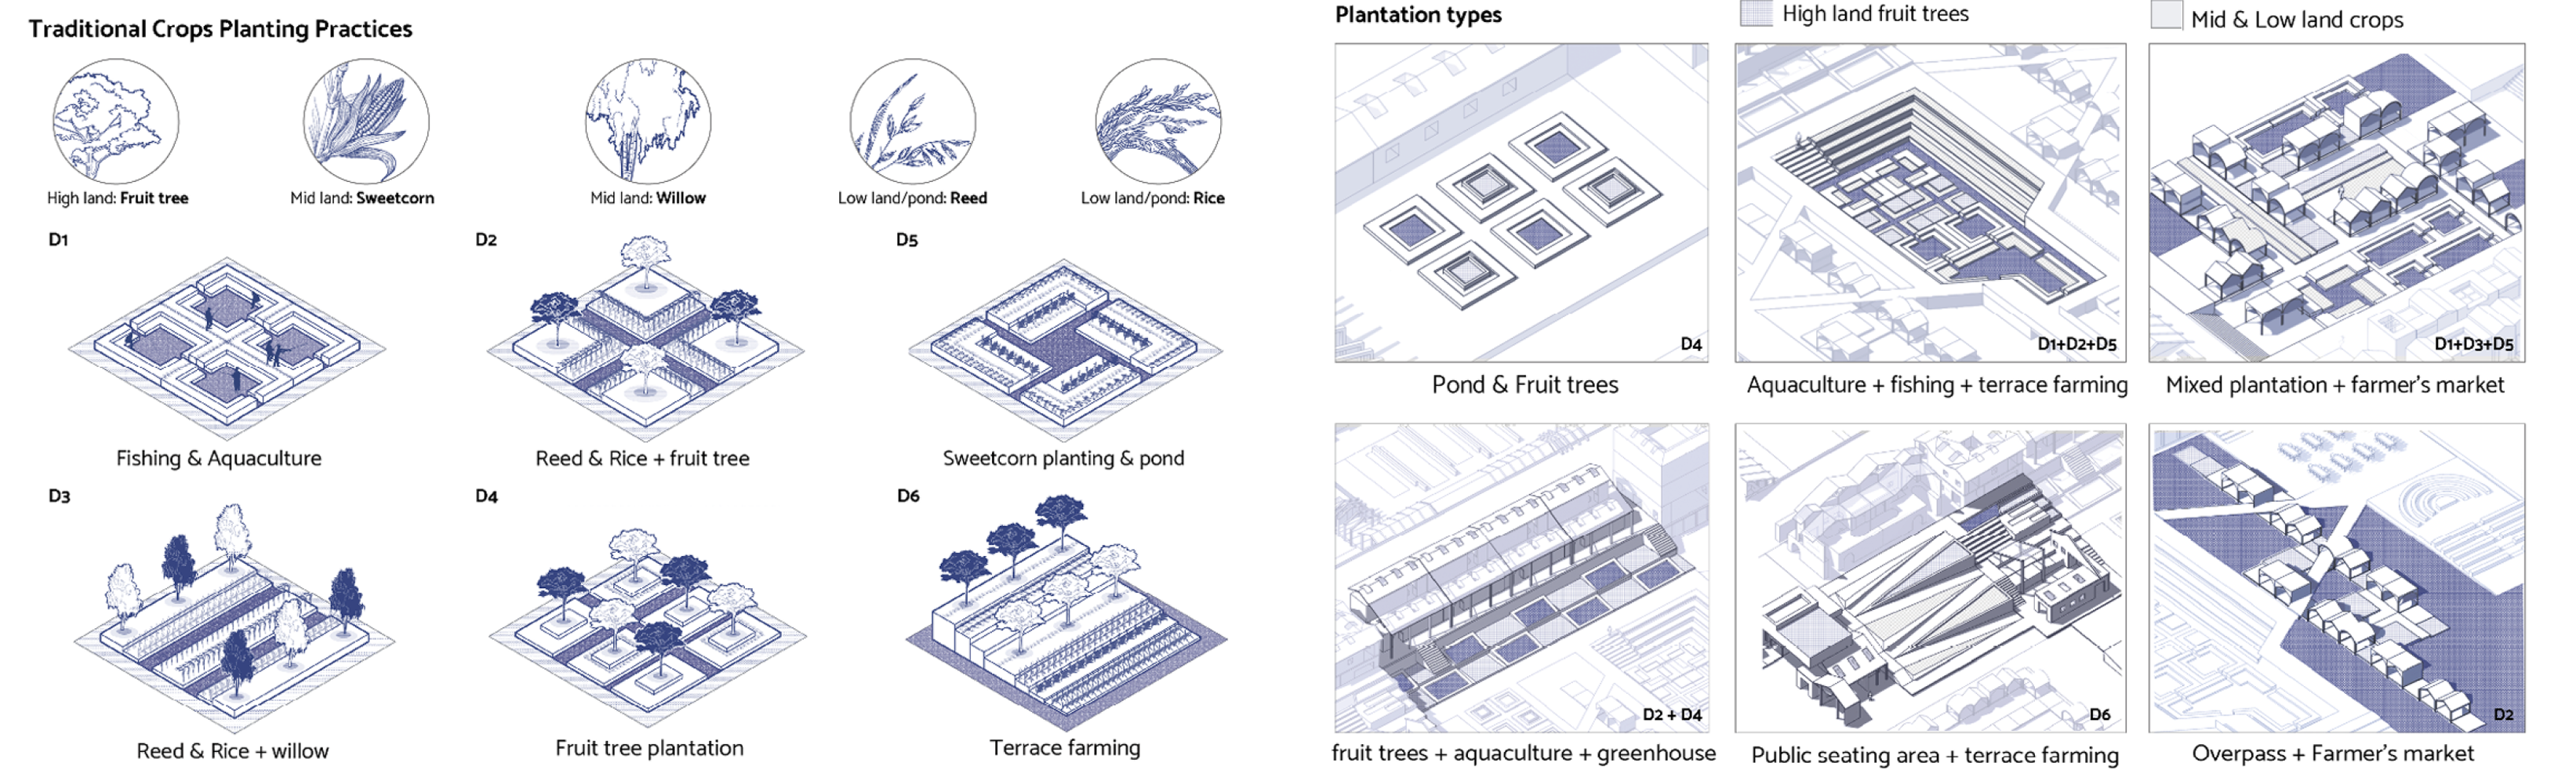 Traditional Crops Planting Practices
High land: Fruit tree
Mid land: Sweetcorn
Mid land: Willow
Low land/pond: Reed
Low land/pond: Rice
D1
D2
D5
Fishing & Aquaculture
Reed & Rice + fruit tree
Sweetcorn planting & pond
D3
D4
D6
Reed & Rice + willow
Fruit tree plantation
Terrace farming
Plantation types
High land fruit trees
Mid & Low land crops
D4
D1+D2+D5
D1+D3+D5
Pond & Fruit trees
Aquaculture + fishing + terrace farming
Mixed plantation + farmer's market
D2 + D4
D6
D2
fruit trees + aquaculture + greenhouse
Public seating area + terrace farming
Overpass + Farmer's market